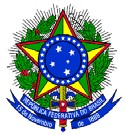 REPÚBLICA FEDERATIVA DO BRASIL
15 de Novembro de 1889